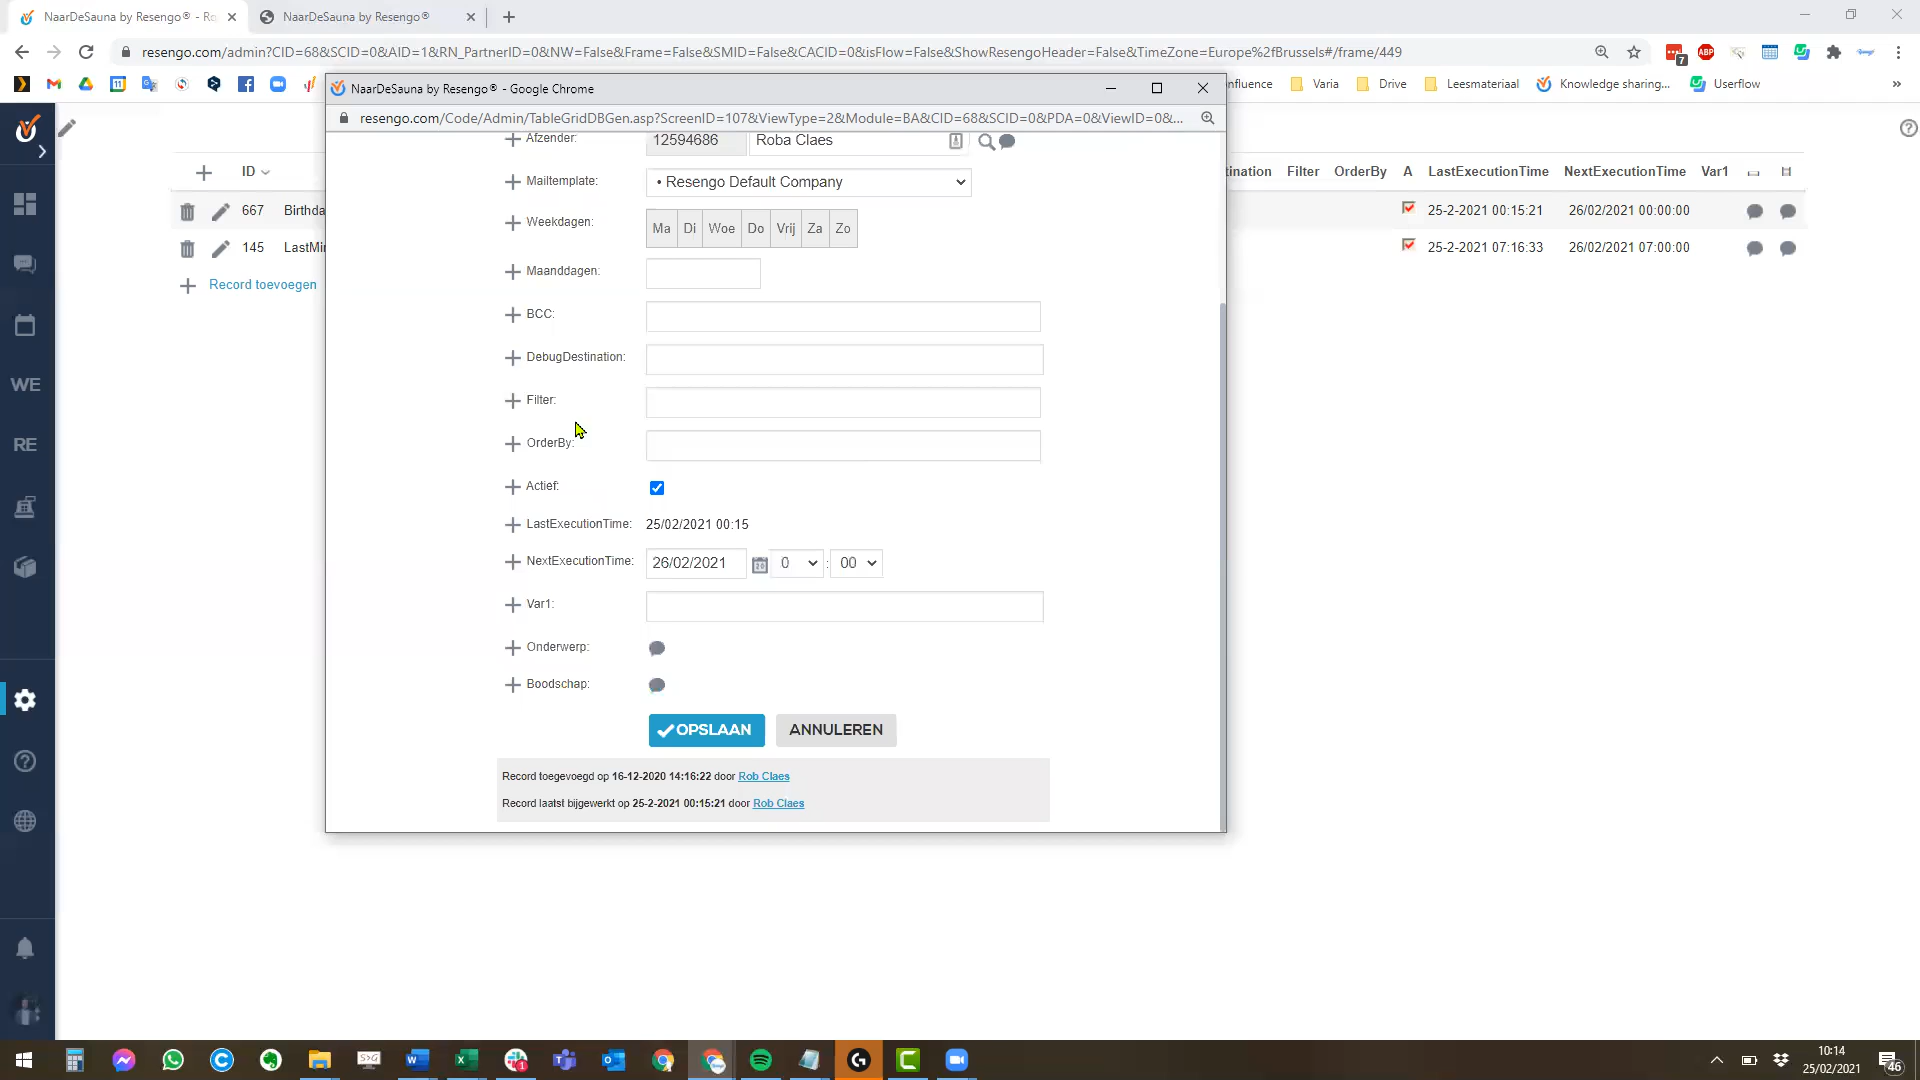 NaarDeSauna by Resengo® - Ro
NaarDeSauna by Resengo®
resengo.com/admin?CID=68&SCID=0&AID=1&RN_PartnerID=0&NW=False&Frame=False&SMID=False&CACID=0&isFlow=False&ShowResengoHeader=False&TimeZone=Europe%2fBrussels#/frame/449
7
ABP
nfluence
Varia
Drive
Leesmateriaal
Knowledge sharing...
Userflow
»
NaarDeSauna by Resengo® - Google Chrome
resengo.com/Code/Admin/TableGridDBGen.asp?ScreenID=107&ViewType=2&Module=BA&CID=68&SCID=0&PDA=0&ViewID=0&...
ID
tination
Filter
OrderBy
A
LastExecutionTime
NextExecutionTime
Var1
667
Birthda
25-2-2021 00:15:21
26/02/2021 00:00:00
145
LastMi
25-2-2021 07:16:33
26/02/2021 07:00:00
Record toevoegen
WE
RE
Afzender:
12594686
Roba Claes
Mailtemplate:
• Resengo Default Company
Weekdagen:
Ma
Di
Woe
Do
Vrij
Za
Zo
Maanddagen:
BCC:
DebugDestination:
Filter:
OrderBy:
Actief:
LastExecutionTime:
25/02/2021 00:15
NextExecutionTime:
26/02/2021
0
:
00
Var1:
Onderwerp:
Boodschap:
OPSLAAN
ANNULEREN
Record toegevoegd op 16-12-2020 14:16:22 door Rob Claes
Record laatst bijgewerkt op 25-2-2021 00:15:21 door Rob Claes
10:14
25/02/2021
46